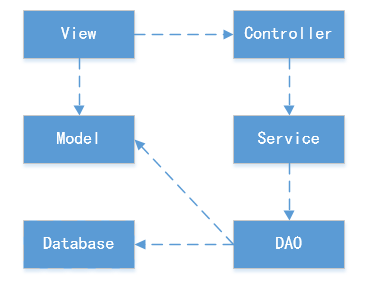 View
Controller
Model
Service
Database
DAO